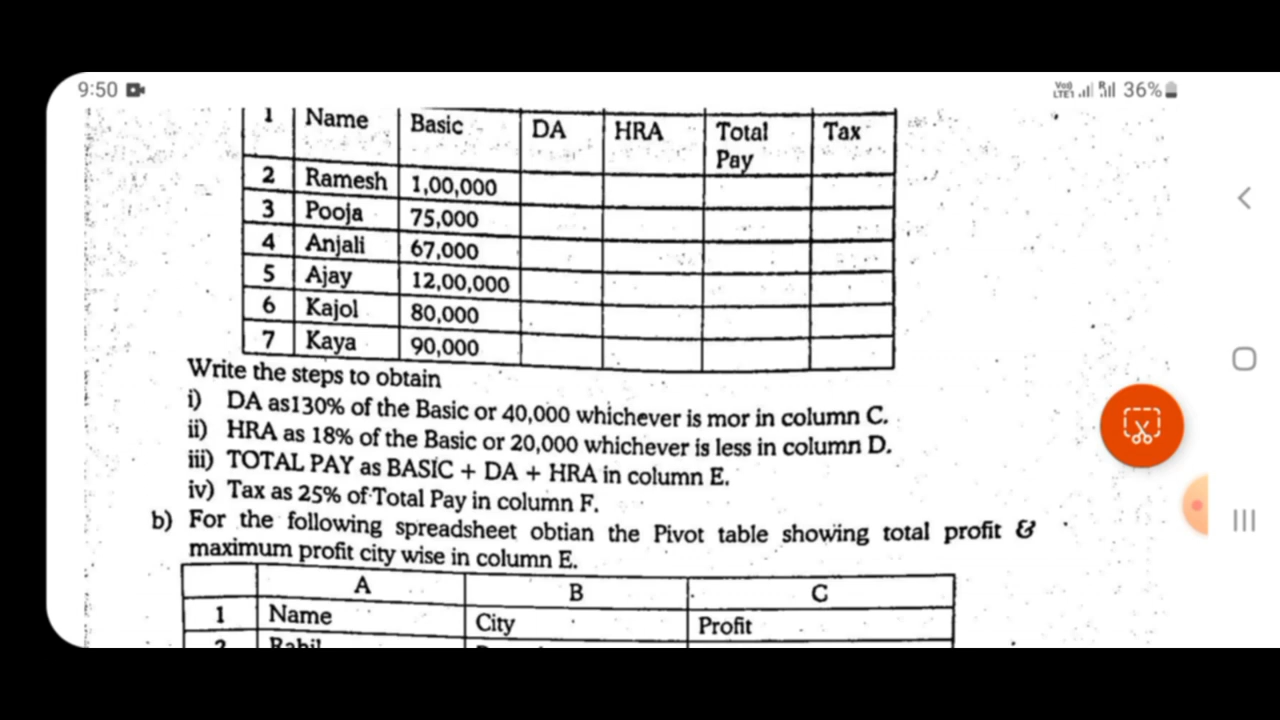 9:50 36%
1 Name Basic DA HRA Total Pay Tax
2 Ramesh 1,00,000
3 Pooja 75,000
4 Anjali 67,000
5 Ajay 12,00,000
6 Kajol 80,000
7 Kaya 90,000
Write the steps to obtain
i) DA as130% of the Basic or 40,000 whichever is mor in column C.
ii) HRA as 18% of the Basic or 20,000 whichever is less in column D.
iii) TOTAL PAY as BASIC + DA + HRA in column E.
iv) Tax as 25% of Total Pay in column F.
b) For the following spreadsheet obtian the Pivot table showing total profit &
maximum profit city wise in column E.
A B C
1 Name City Profit
2 Rahil